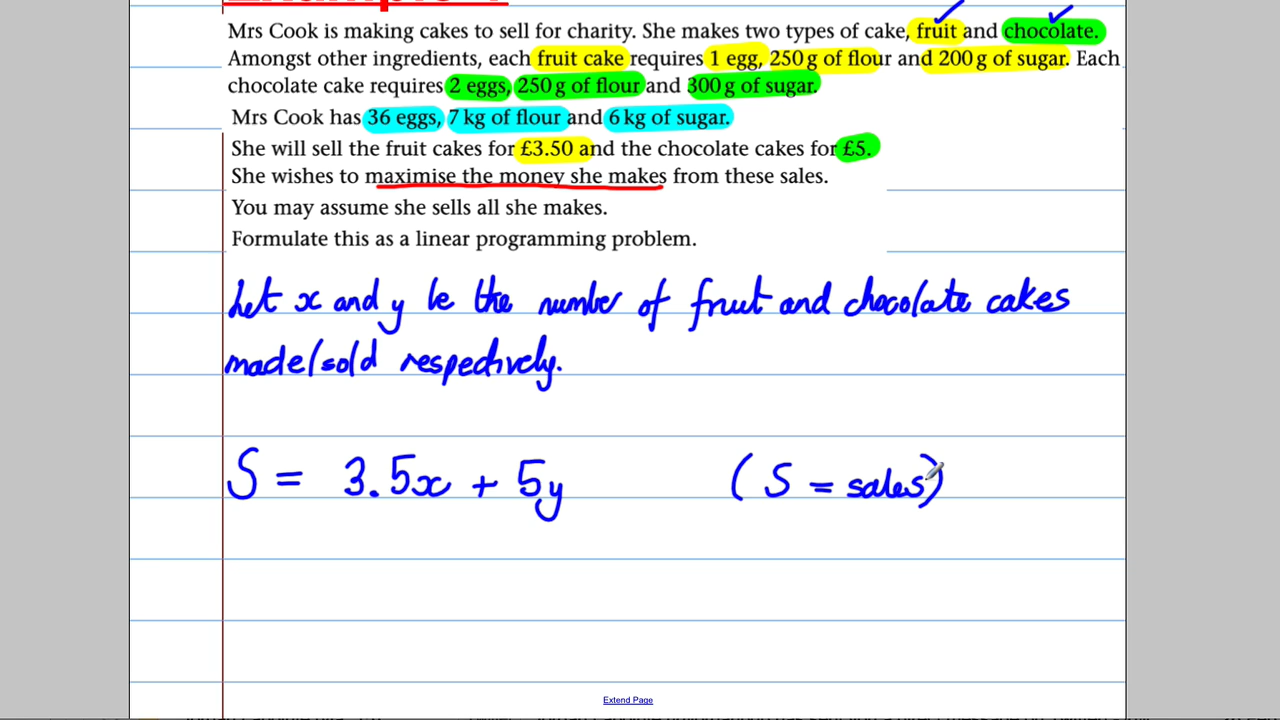 Mrs Cook is making cakes to sell for charity. She makes two types of cake, fruit and chocolate.
Amongst other ingredients, each fruit cake requires 1 egg, 250 g of flour and 200 g of sugar. Each
chocolate cake requires 2 eggs, 250 g of flour and 300 g of sugar.
Mrs Cook has 36 eggs, 7 kg of flour and 6 kg of sugar.
She will sell the fruit cakes for £3.50 and the chocolate cakes for £5.
She wishes to maximise the money she makes from these sales.
You may assume she sells all she makes.
Formulate this as a linear programming problem.
Let x and y be the number of fruit and chocolate cakes
made/sold respectively.
S = 3.5x + 5y (S = sales)
Extend Page